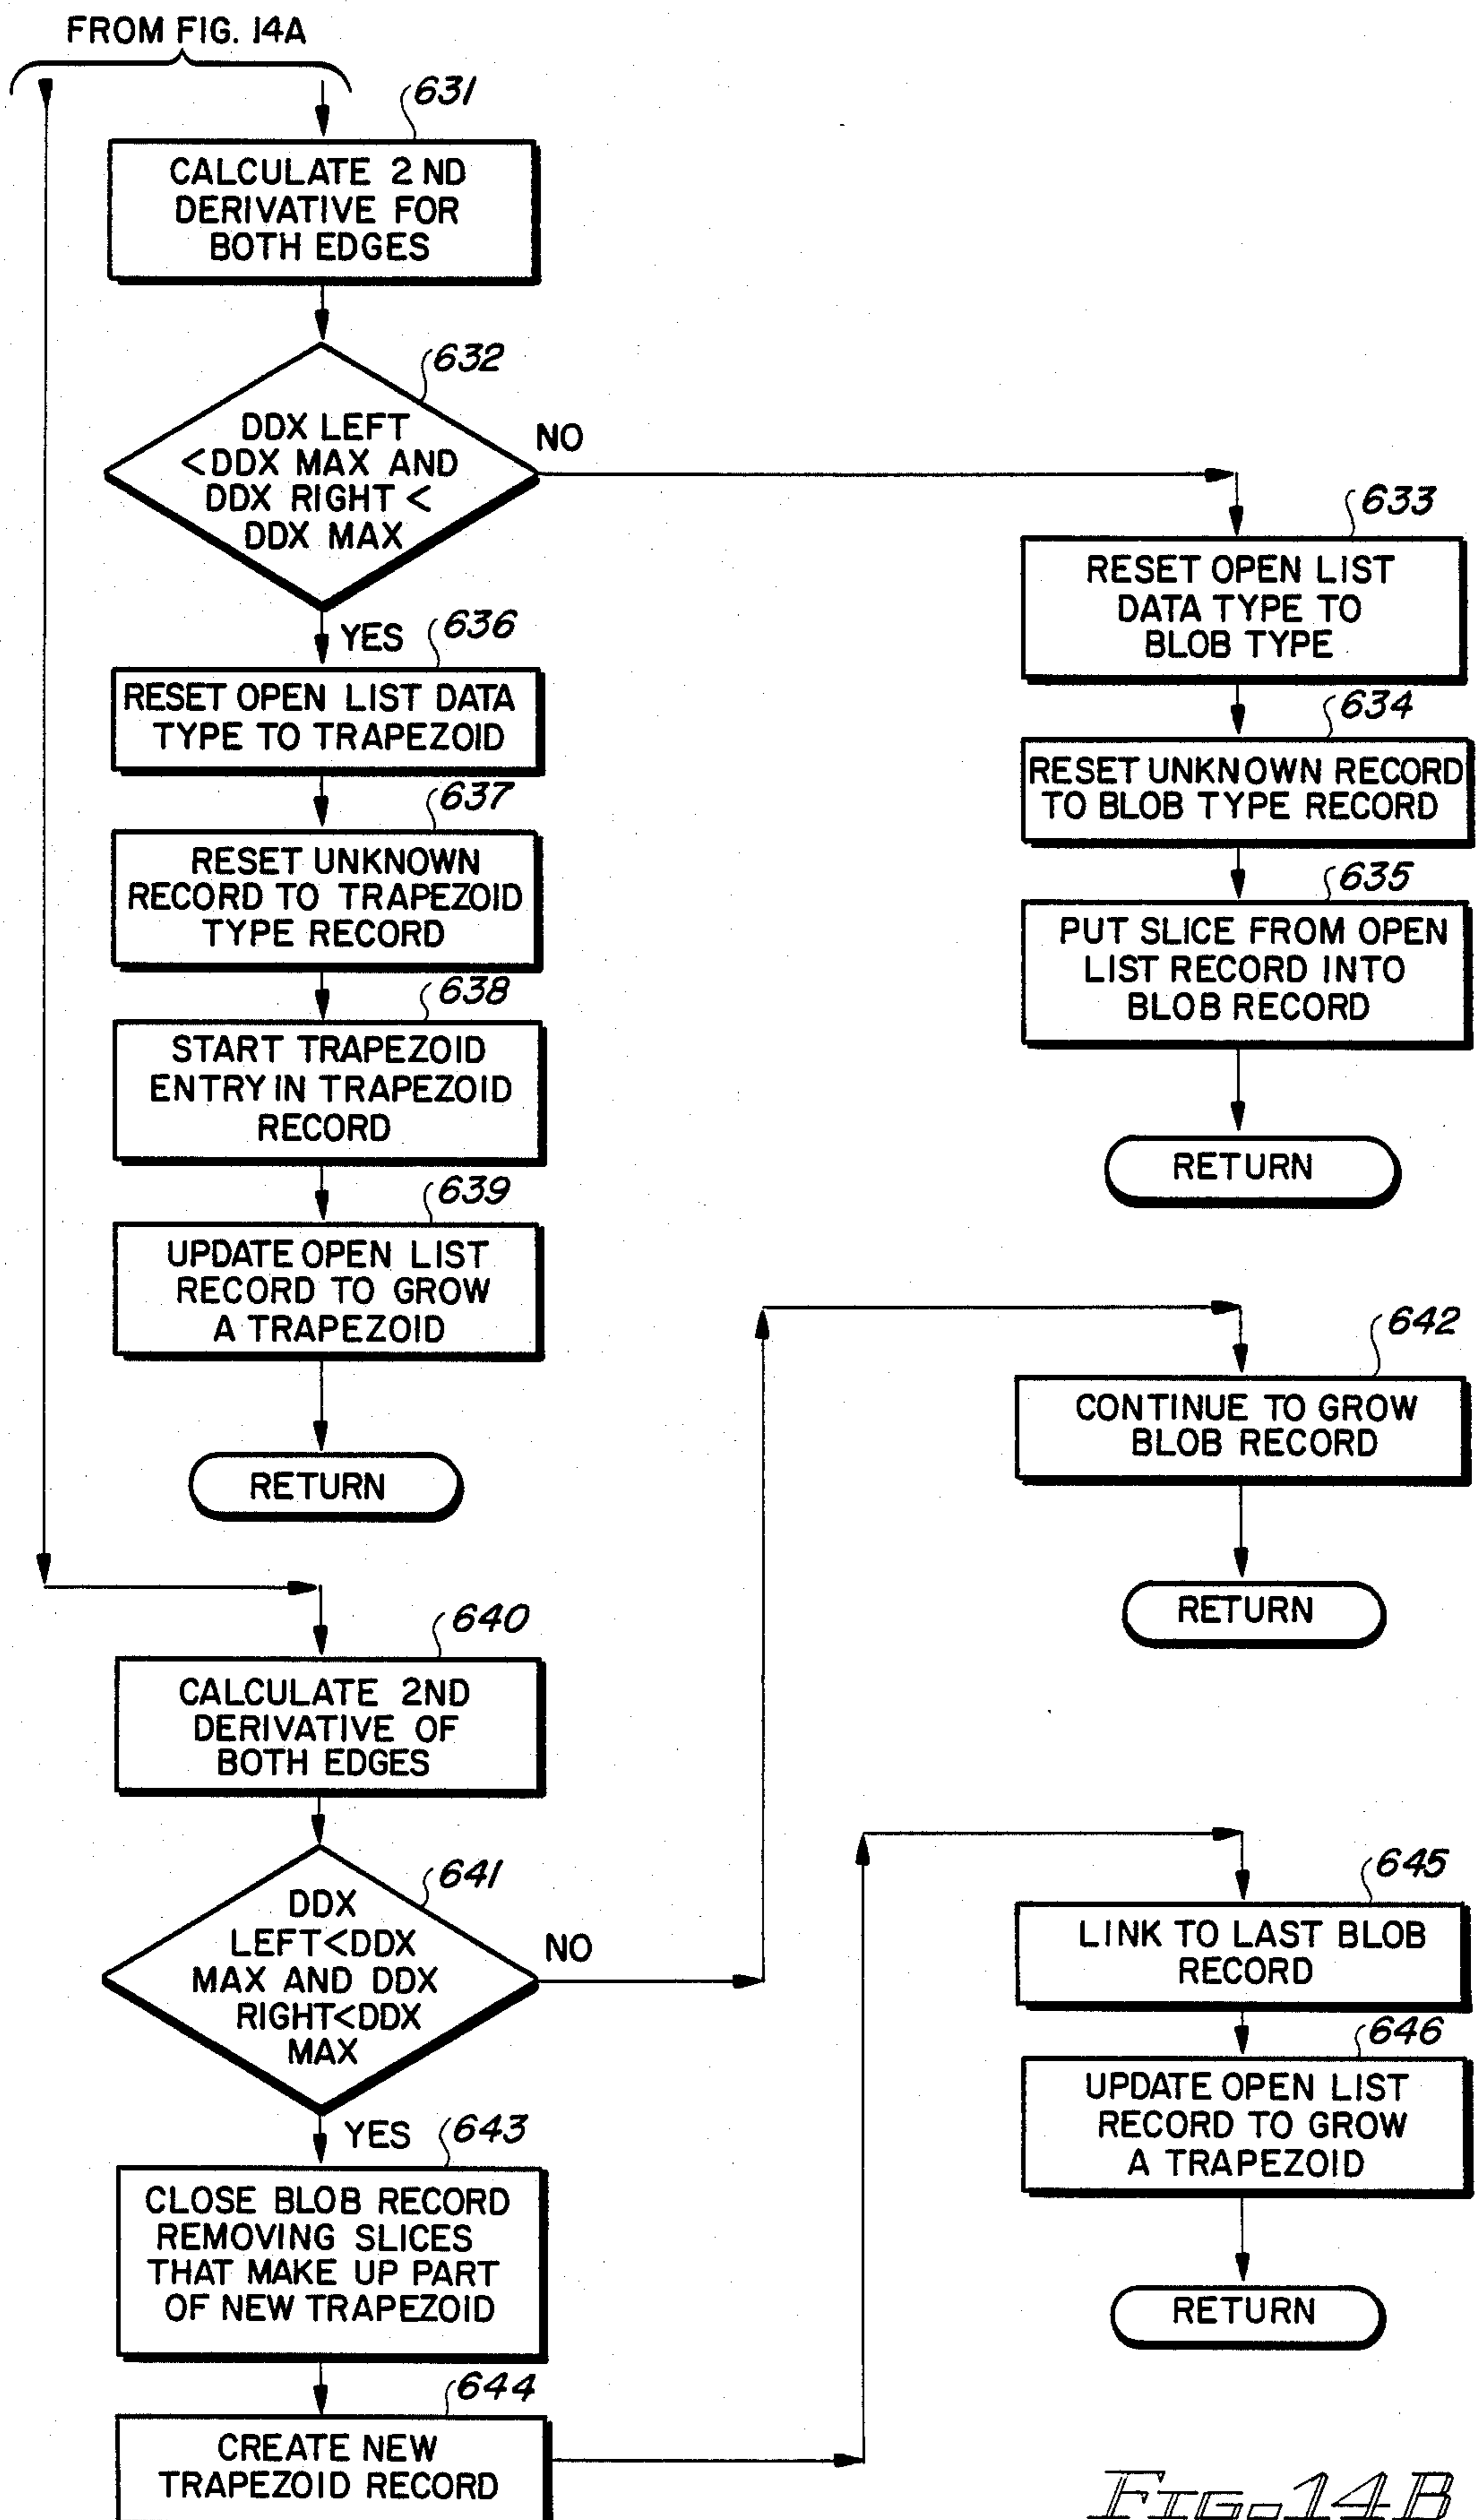 FROM FIG. 14A
631
CALCULATE 2 ND
DERIVATIVE FOR
BOTH EDGES
632
DDX LEFT
<DDX MAX AND
DDX RIGHT <
DDX MAX
NO
YES
633
RESET OPEN LIST
DATA TYPE TO
BLOB TYPE
634
RESET UNKNOWN RECORD
TO BLOB TYPE RECORD
635
PUT SLICE FROM OPEN
LIST RECORD INTO
BLOB RECORD
RETURN
636
RESET OPEN LIST DATA
TYPE TO TRAPEZOID
637
RESET UNKNOWN
RECORD TO TRAPEZOID
TYPE RECORD
638
START TRAPEZOID
ENTRY IN TRAPEZOID
RECORD
639
UPDATE OPEN LIST
RECORD TO GROW
A TRAPEZOID
RETURN
640
CALCULATE 2ND
DERIVATIVE OF
BOTH EDGES
641
DDX
LEFT<DDX
MAX AND DDX
RIGHT<DDX
MAX
NO
YES
642
CONTINUE TO GROW
BLOB RECORD
RETURN
643
CLOSE BLOB RECORD
REMOVING SLICES
THAT MAKE UP PART
OF NEW TRAPEZOID
644
CREATE NEW
TRAPEZOID RECORD
645
LINK TO LAST BLOB
RECORD
646
UPDATE OPEN LIST
RECORD TO GROW
A TRAPEZOID
RETURN
FIG. 14B